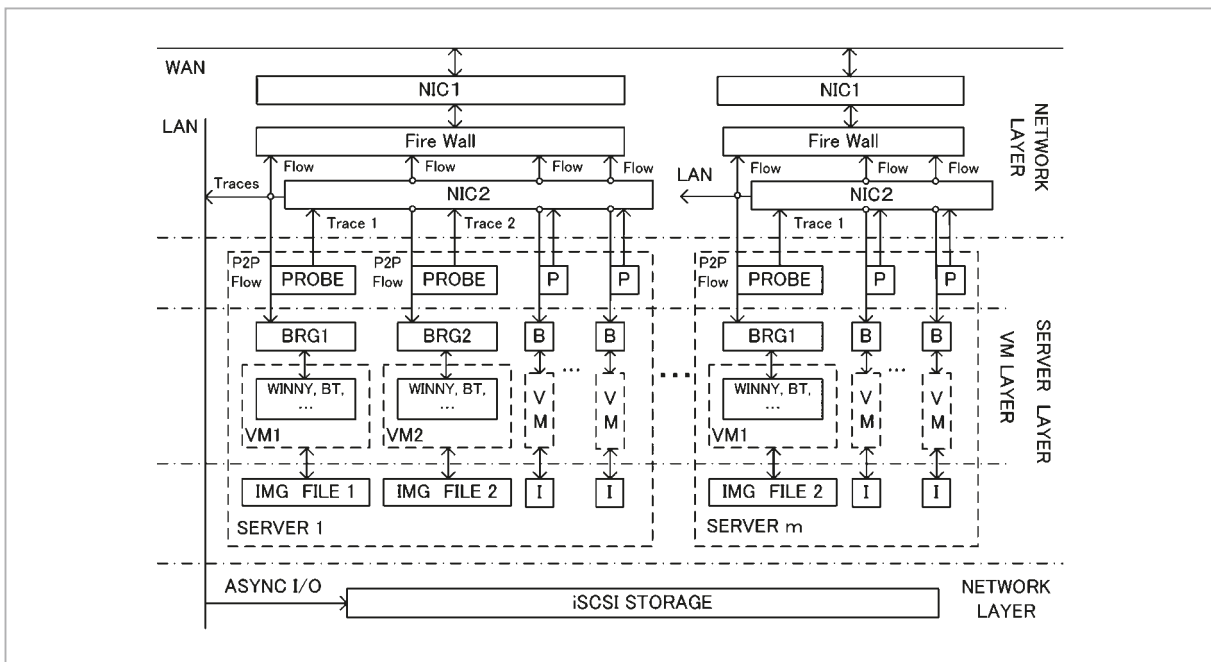 WAN
NIC1
NIC1
LAN
Fire Wall
Fire Wall
NETWORK
LAYER
Flow
Flow
Flow
Flow
Flow
Flow
Flow
Traces
NIC2
LAN
NIC2
Trace 1
Trace 2
Trace 1
P2P
Flow
PROBE
P2P
Flow
PROBE
P
P
P2P
Flow
PROBE
P
P
BRG1
BRG2
B
B
BRG1
B
B
...
...
...
WINNY, BT,
...
VM1
WINNY, BT,
...
VM2
V
M
V
M
WINNY, BT,
...
VM1
V
M
V
M
VM LAYER
SERVER LAYER
IMG FILE 1
IMG FILE 2
I
I
IMG FILE 2
I
I
SERVER 1
SERVER m
ASYNC I/O
iSCSI STORAGE
NETWORK
LAYER